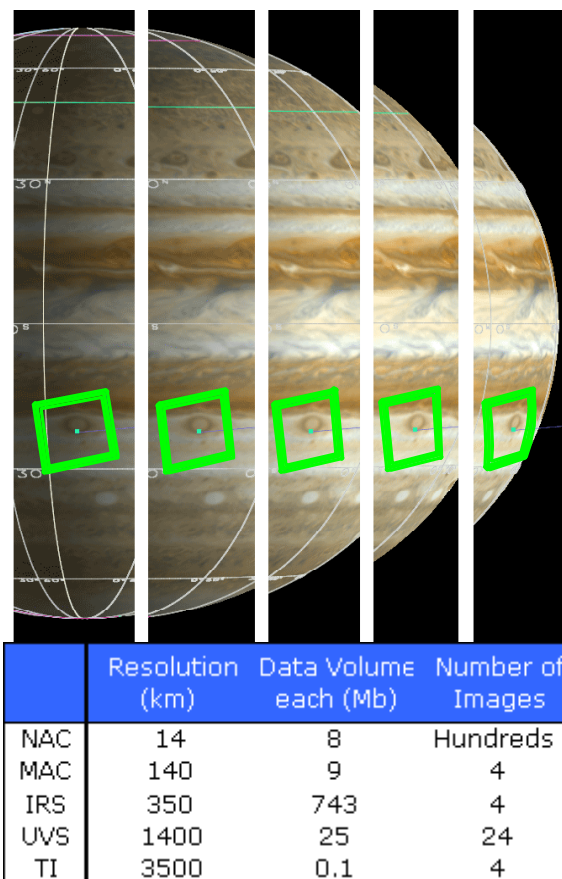 30°
Resolution (km) Data Volume each (Mb) Number of Images
NAC 14 8 Hundreds
MAC 140 9 4
IRS 350 743 4
UVS 1400 25 24
TI 3500 0.1 4